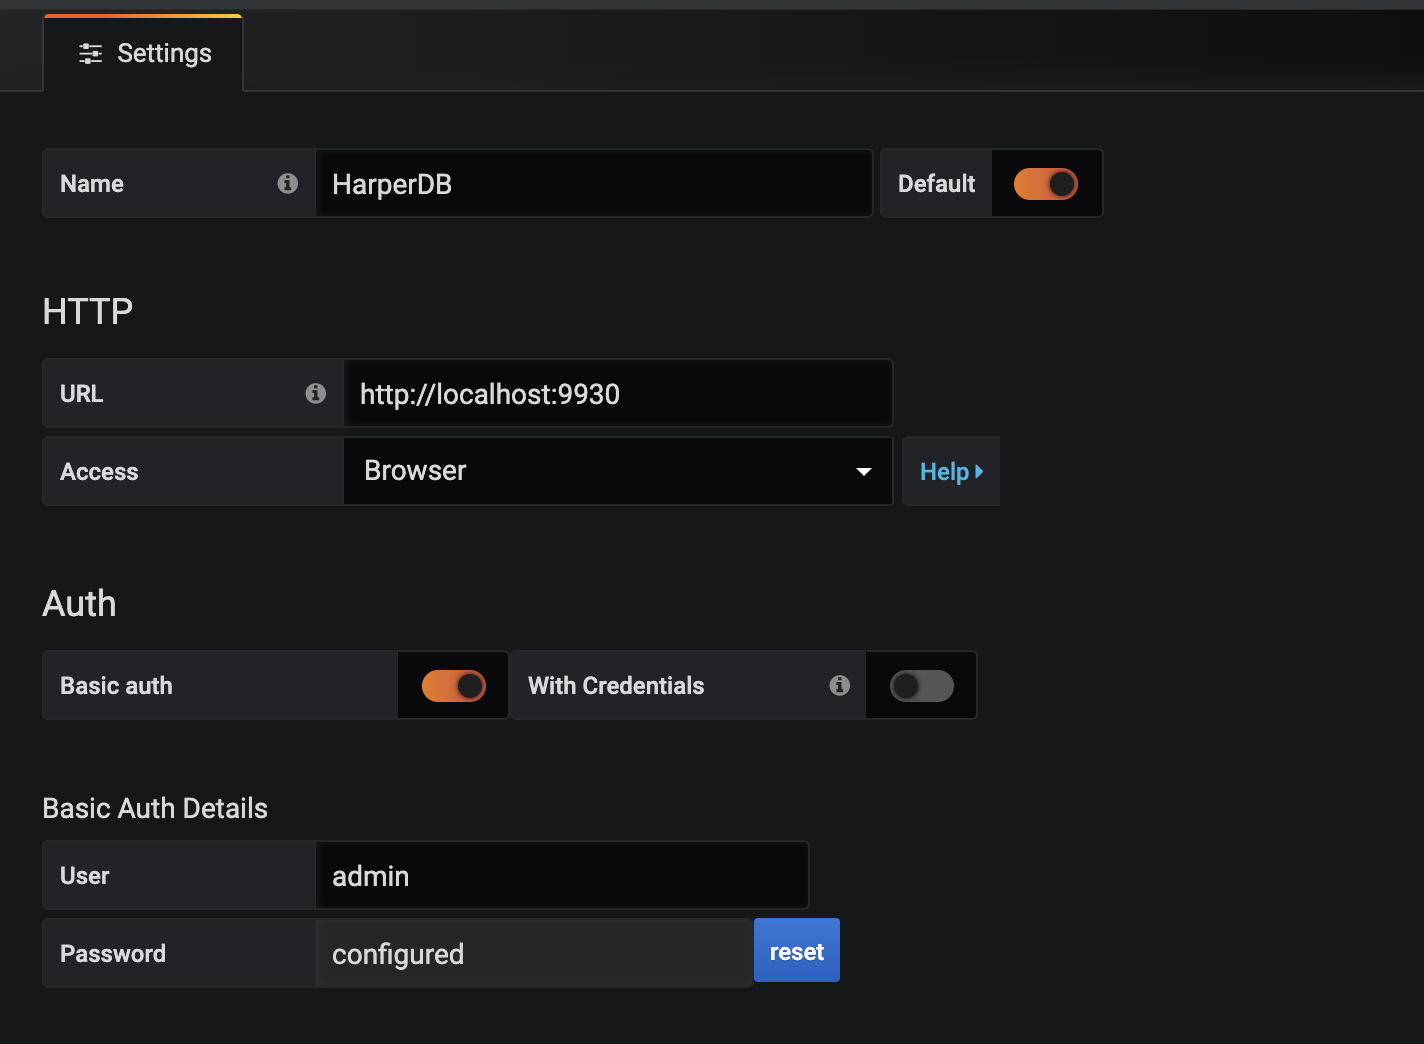 Settings
Name HarperDB Default
HTTP
URL http://localhost:9930
Access Browser Help
Auth
Basic auth With Credentials
Basic Auth Details
User admin
Password configured reset